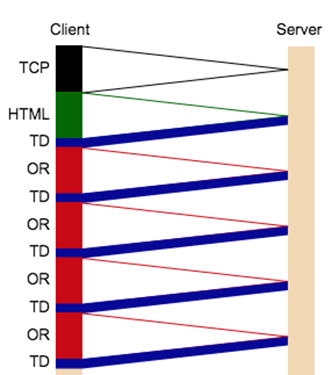 Client Server
TCP
HTML
TD
OR
TD
OR
TD
OR
TD
OR
TD